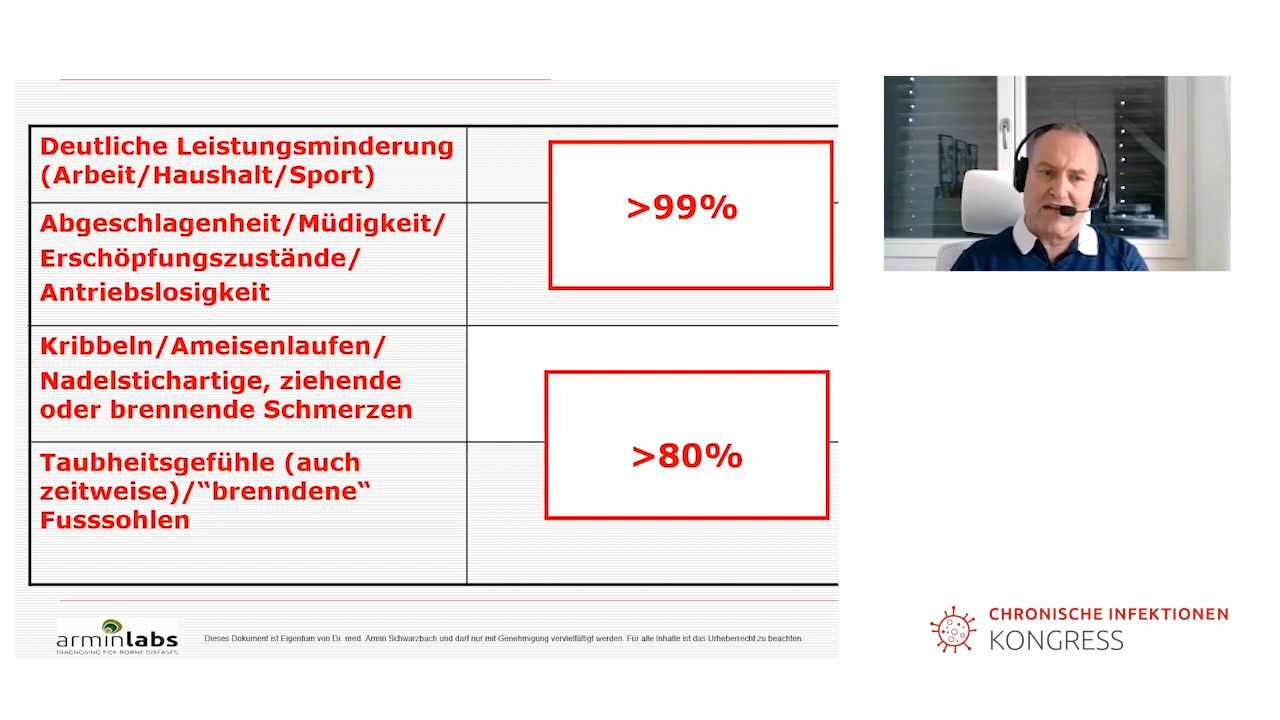 Deutliche Leistungsminderung
(Arbeit/Haushalt/Sport)
>99%
Abgeschlagenheit/Müdigkeit/
Erschöpfungszustände/
Antriebslosigkeit
Kribbeln/Ameisenlaufen/
Nadelstichartige, ziehende
oder brennende Schmerzen
>80%
Taubheitsgefühle (auch
zeitweise)/“brenndene“
Fusssohlen
arminlabs
DIAGNOSING TICK-BORNE DISEASES
Dieses Dokument ist Eigentum von Dr. med. Armin Schwarzbach und darf nur mit Genehmigung vervielfältigt werden. Für alle Inhalte ist das Urheberrecht zu beachten.
CHRONISCHE INFEKTIONEN
KONGRESS